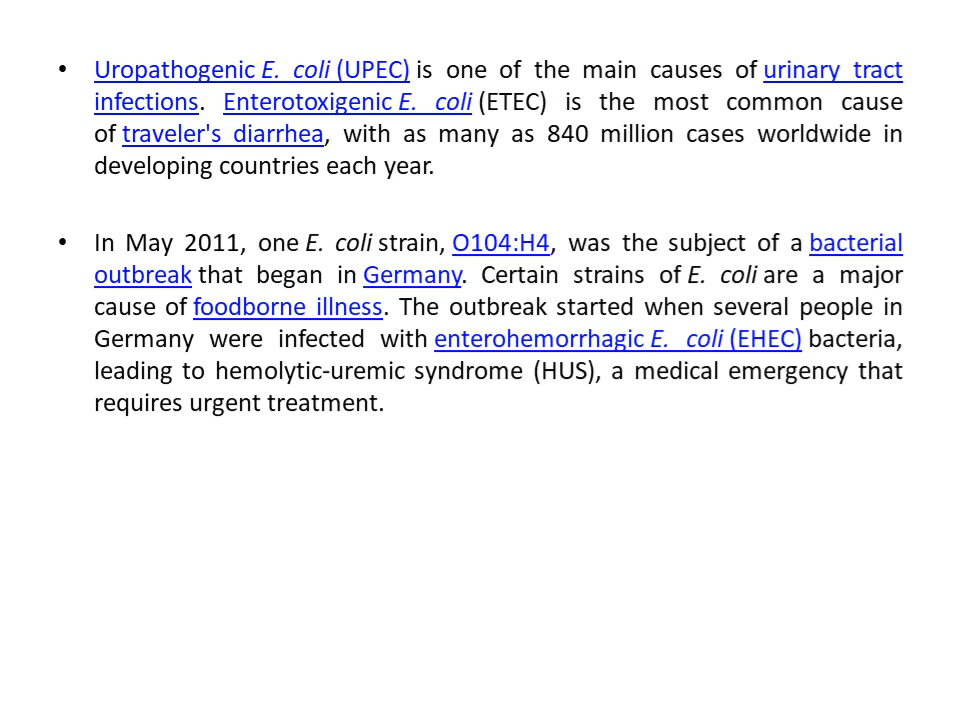 • Uropathogenic E. coli (UPEC) is one of the main causes of urinary tract
infections. Enterotoxigenic E. coli (ETEC) is the most common cause
of traveler's diarrhea, with as many as 840 million cases worldwide in
developing countries each year.
• In May 2011, one E. coli strain, O104:H4, was the subject of a bacterial
outbreak that began in Germany. Certain strains of E. coli are a major
cause of foodborne illness. The outbreak started when several people in
Germany were infected with enterohemorrhagic E. coli (EHEC) bacteria,
leading to hemolytic-uremic syndrome (HUS), a medical emergency that
requires urgent treatment.